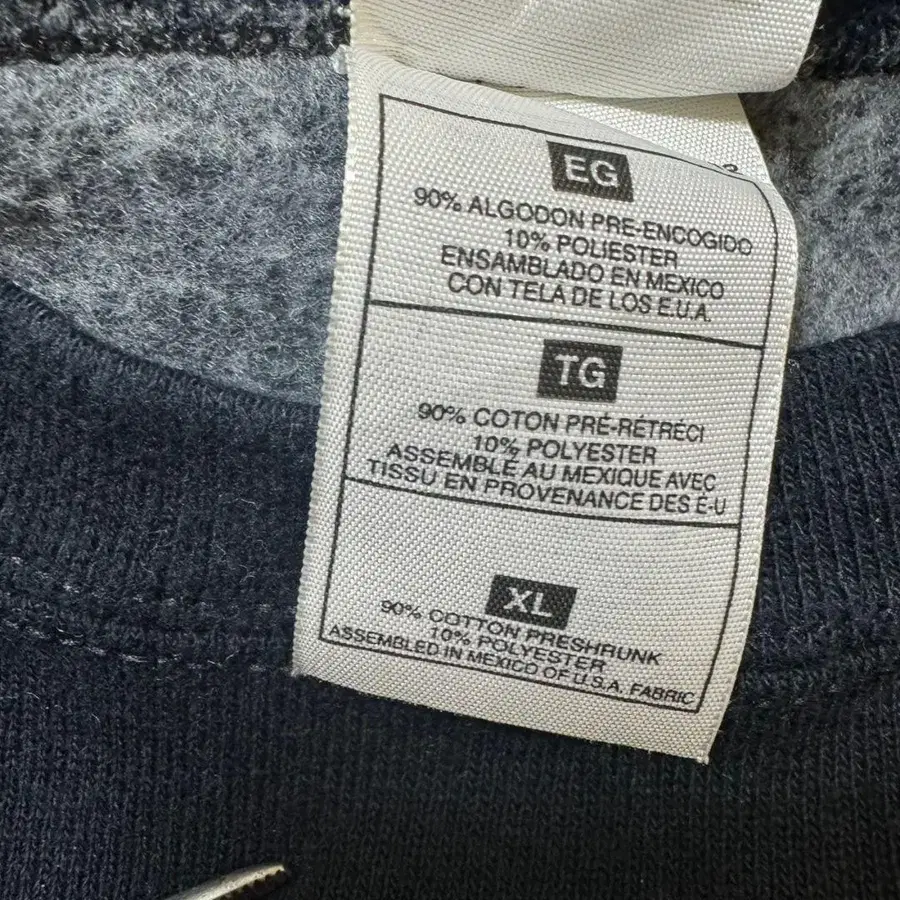 EG
90% ALGODON PRE-ENCOGIDO
10% POLIESTER
ENSAMBLADO EN MEXICO
CON TELA DE LOS E.U.A.
TG
90% COTON PRÉ-RÉTRÉCI
10% POLYESTER
ASSEMBLÉ AU MEXIQUE AVEC
TISSU EN PROVENANCE DES É-U
XL
90% COTTON PRESHRUNK
10% POLYESTER
ASSEMBLED IN MEXICO OF U.S.A. FABRIC